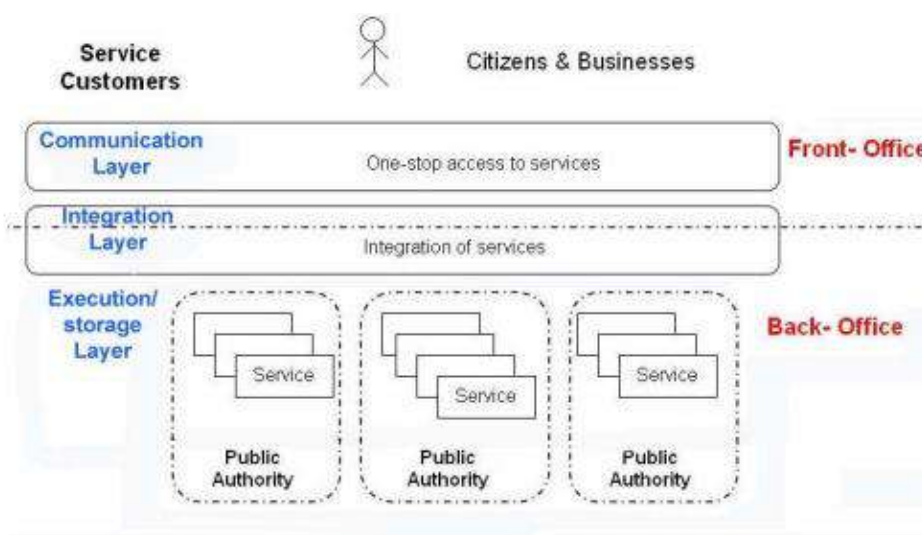 Service
Customers
Citizens & Businesses
Communication
Layer
One-stop access to services
Front- Office
Integration
Layer
Integration of services
Execution/
storage
Layer
Back- Office
Service
Service
Service
Public
Authority
Public
Authority
Public
Authority